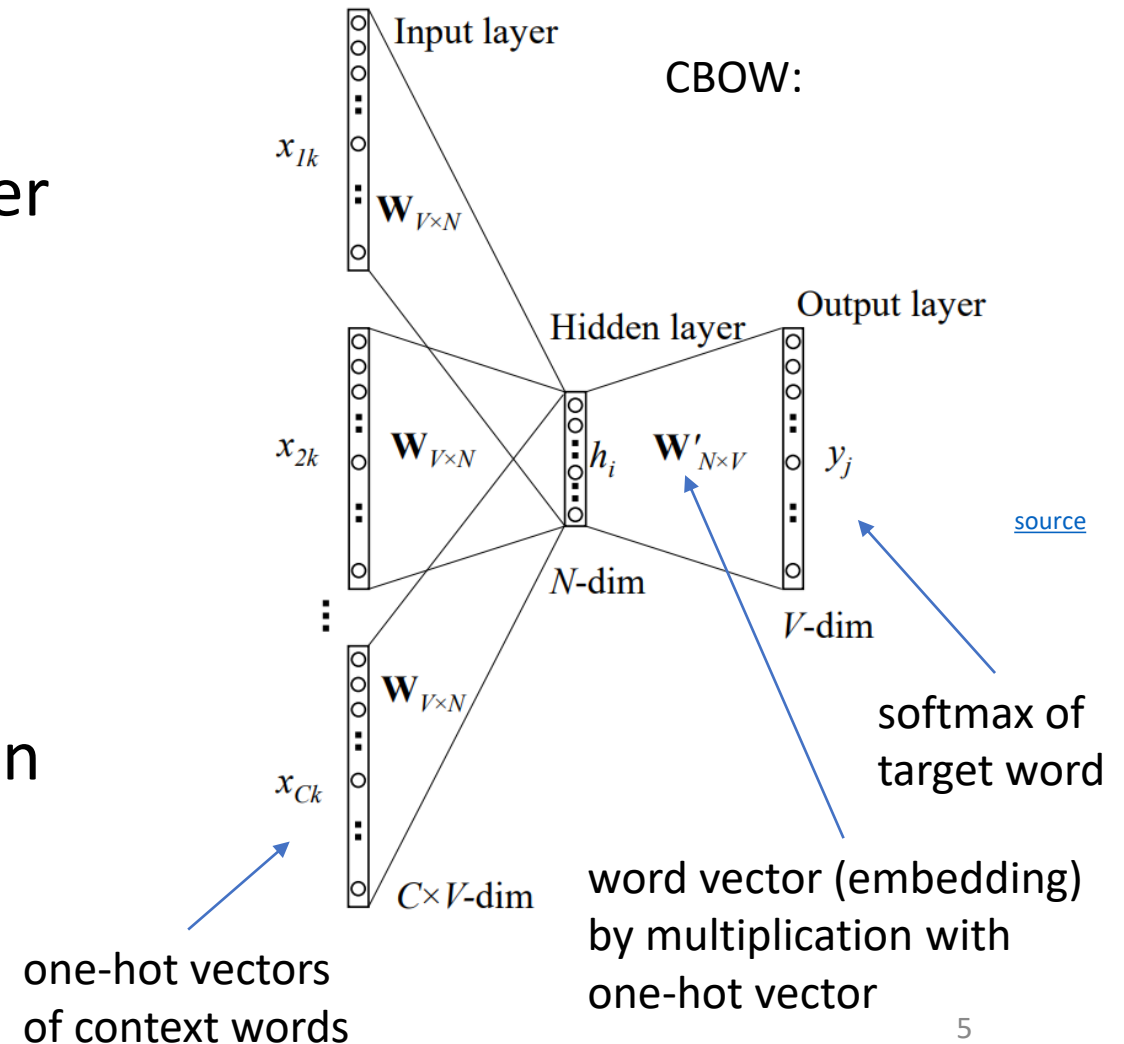 Input layer
CBOW:
x1k
er
WV×N
Output layer
Hidden layer
x2k
WV×N
hi
W'N×V
yj
source
N-dim
V-dim
WV×N
softmax of
target word
n
xCk
word vector (embedding)
by multiplication with
one-hot vector
C×V-dim
one-hot vectors
of context words
5